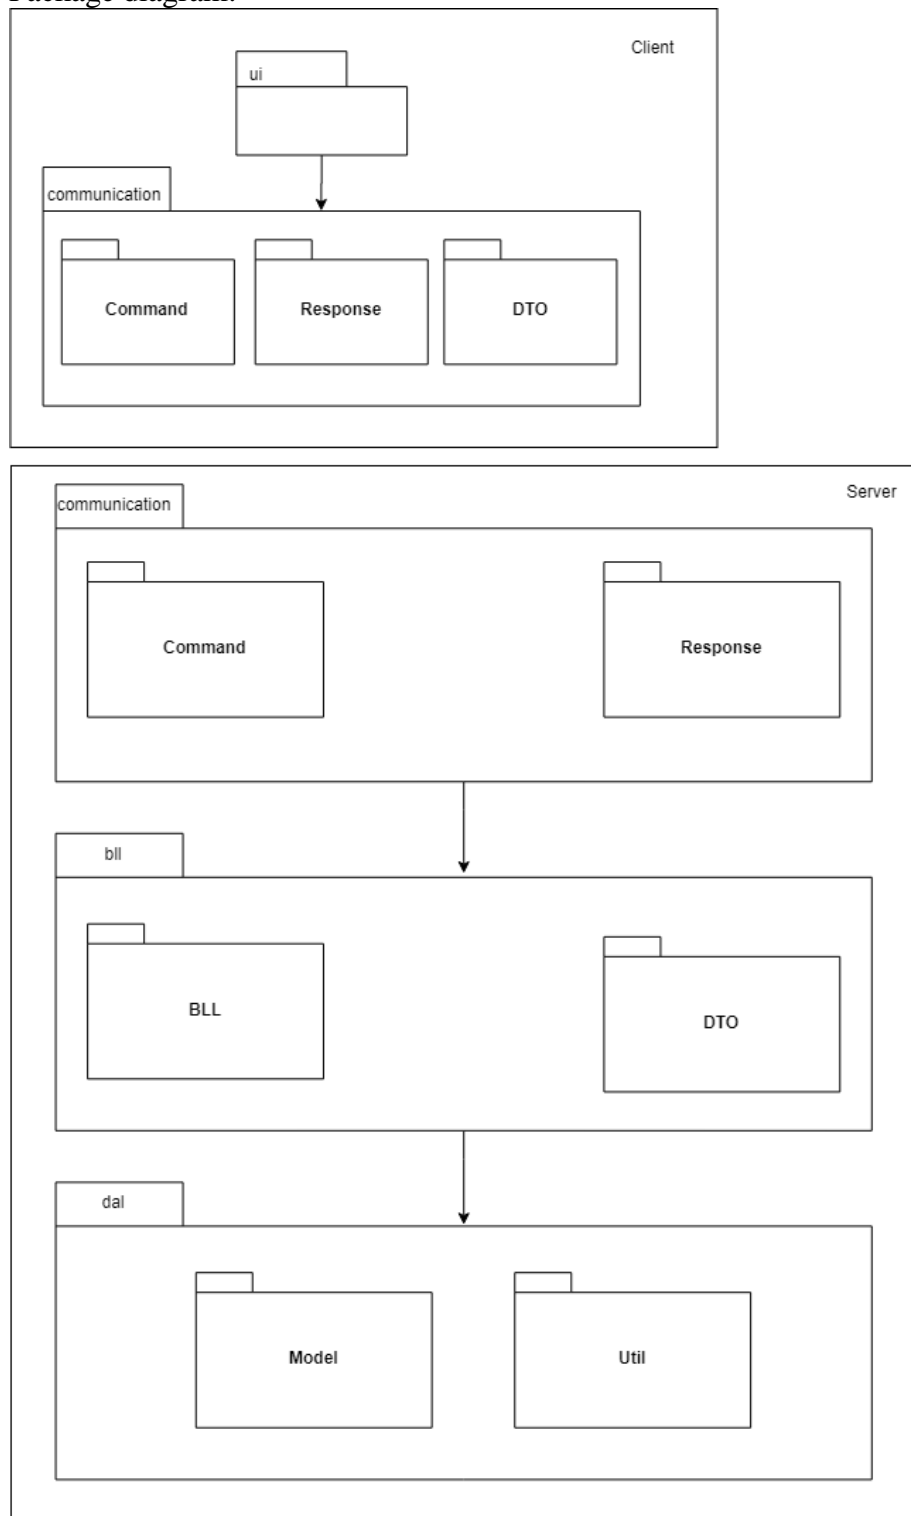 Package diagram:
Client
ui
communication
Command Response DTO
Server
communication
Command Response
bll
BLL
DTO
dal
Model Util